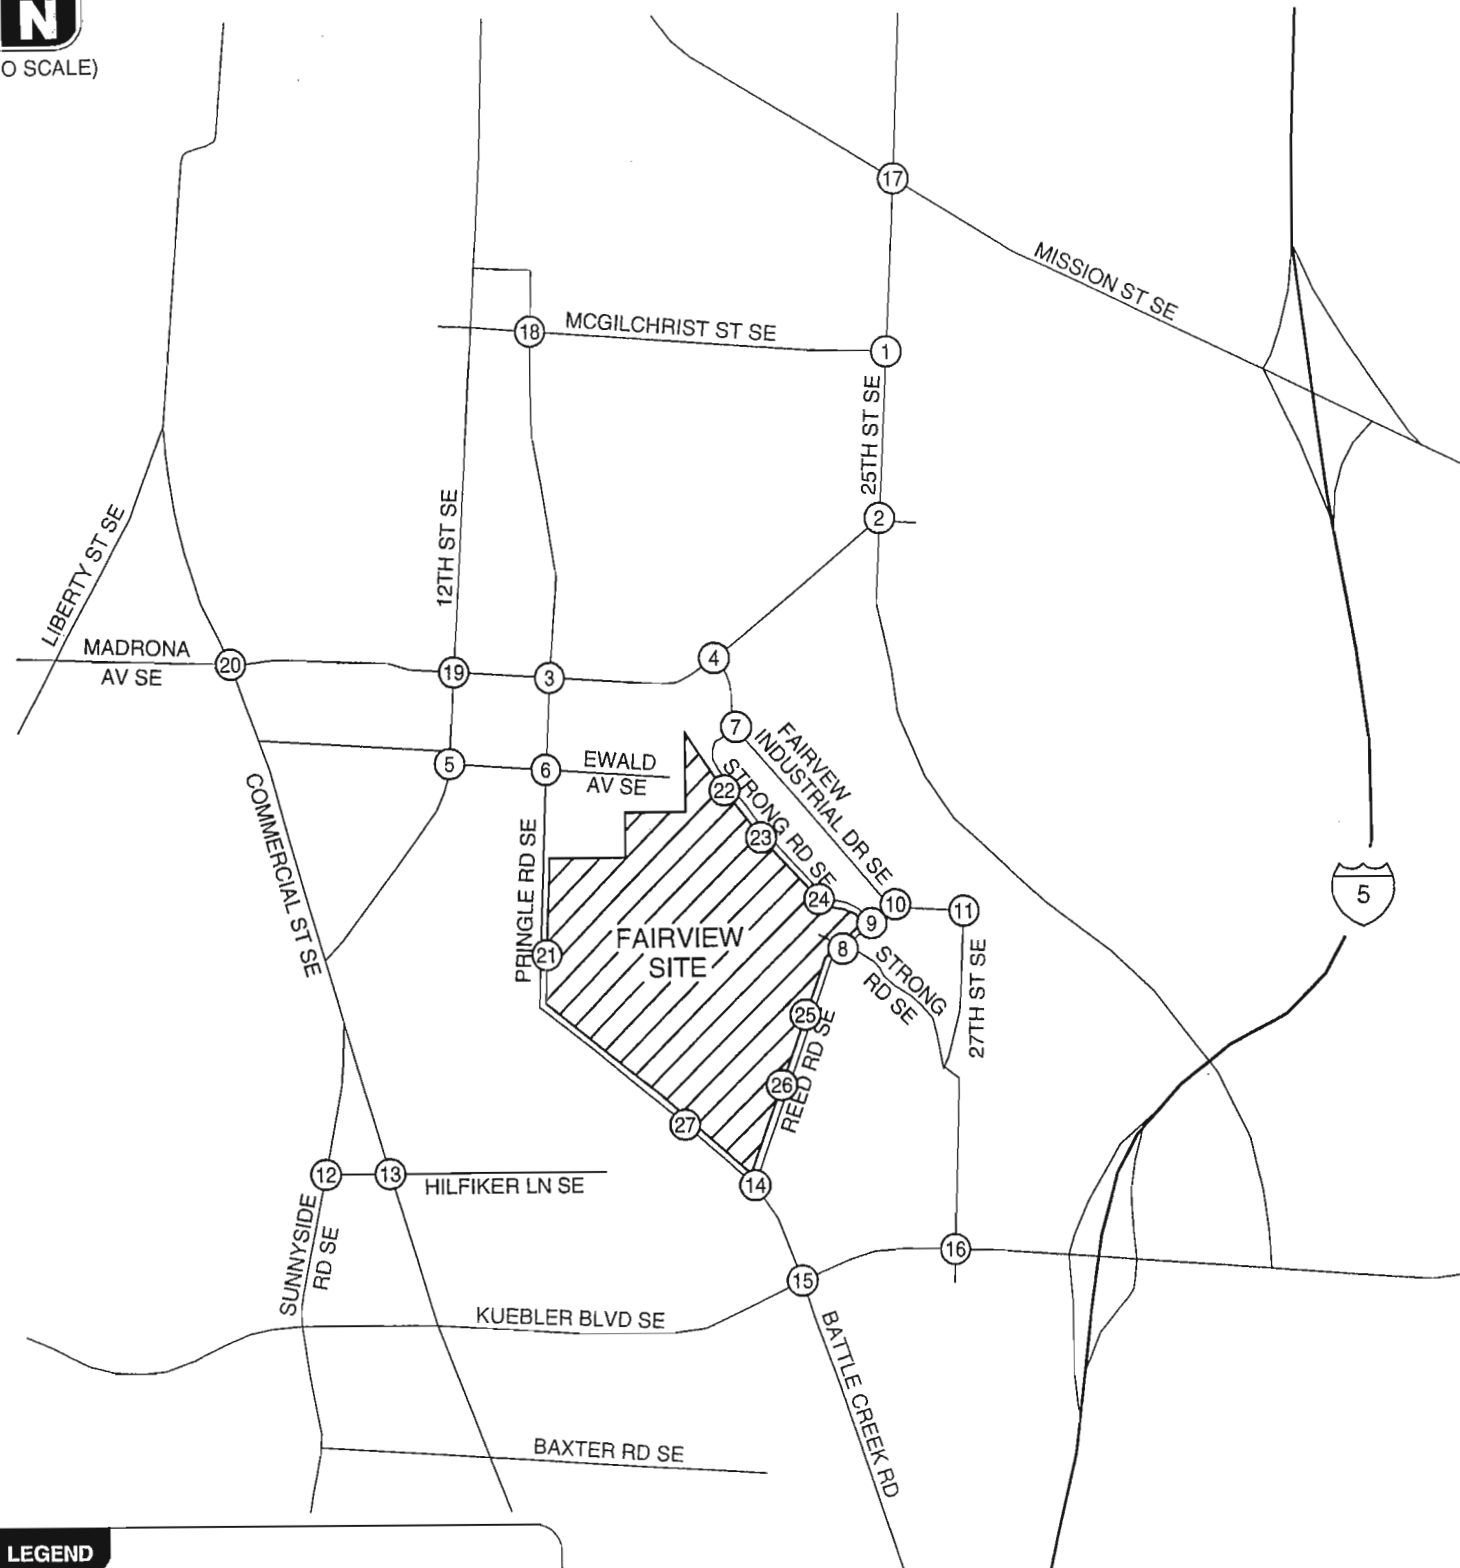 N
O SCALE)
17
MISSION ST SE
18
MCGILCHRIST ST SE
1
25TH ST SE
2
12TH ST SE
LIBERTY ST SE
MADRONA
AV SE
20
19
3
4
7
FAIRVIEW
INDUSTRIAL DR SE
5
6
EWALD
AV SE
STRONG RD SE
22
23
24
COMMERCIAL ST SE
PRINGLE RD SE
21
FAIRVIEW
SITE
10
11
9
8
5
STRONG
RD SE
27TH ST SE
25
REED RD SE
26
27
12
13
HILFIKER LN SE
14
SUNNYSIDE
RD SE
16
15
KUEBLER BLVD SE
BATTLE CREEK RD
BAXTER RD SE
LEGEND